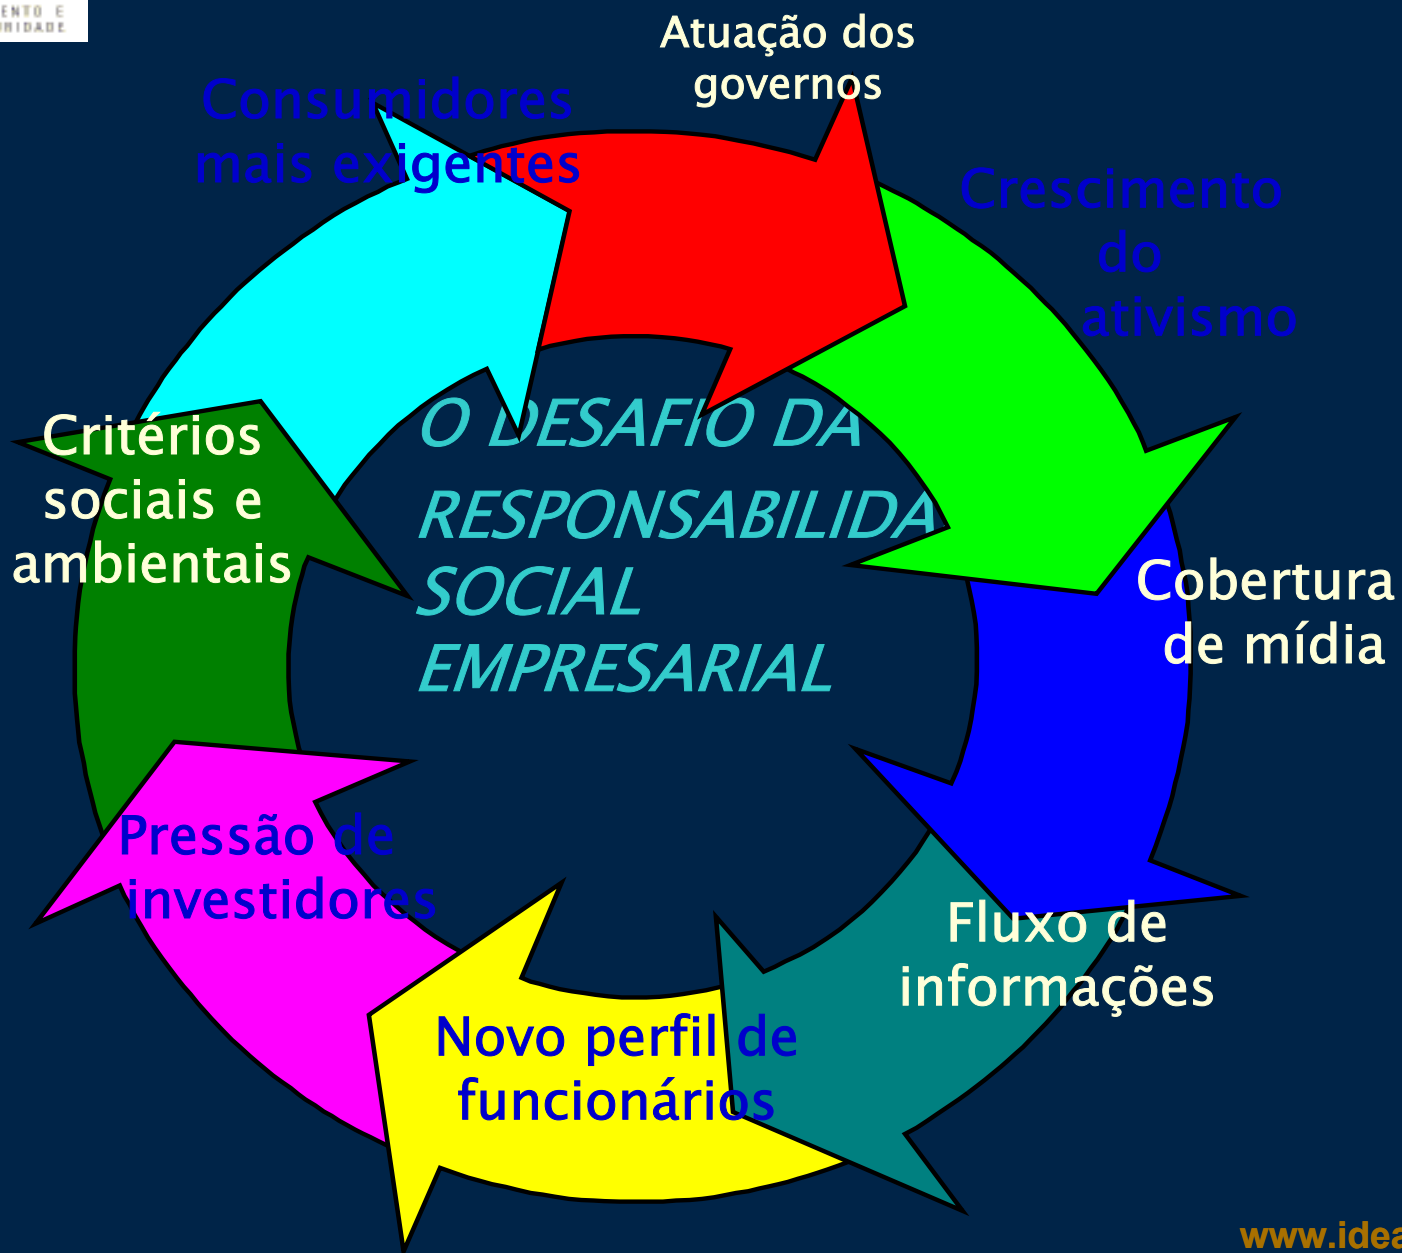 Atuação dos
governos
Consumidores
mais exigentes
Crescimento
do
ativismo
O DESAFIO DA
RESPONSABILIDA
SOCIAL
EMPRESARIAL
Critérios
sociais e
ambientais
Cobertura
de mídia
Pressão de
investidores
Fluxo de
informações
Novo perfil de
funcionários
www.idea